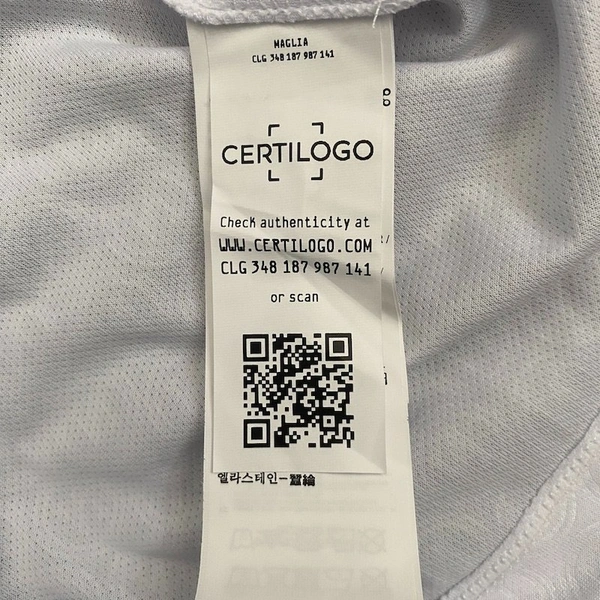 MAGLIA
CLG 348 187 987 141
CERTILOGO
Check authenticity at
WWW.CERTILOGO.COM
CLG 348 187 987 141
or scan
엘라스테인-